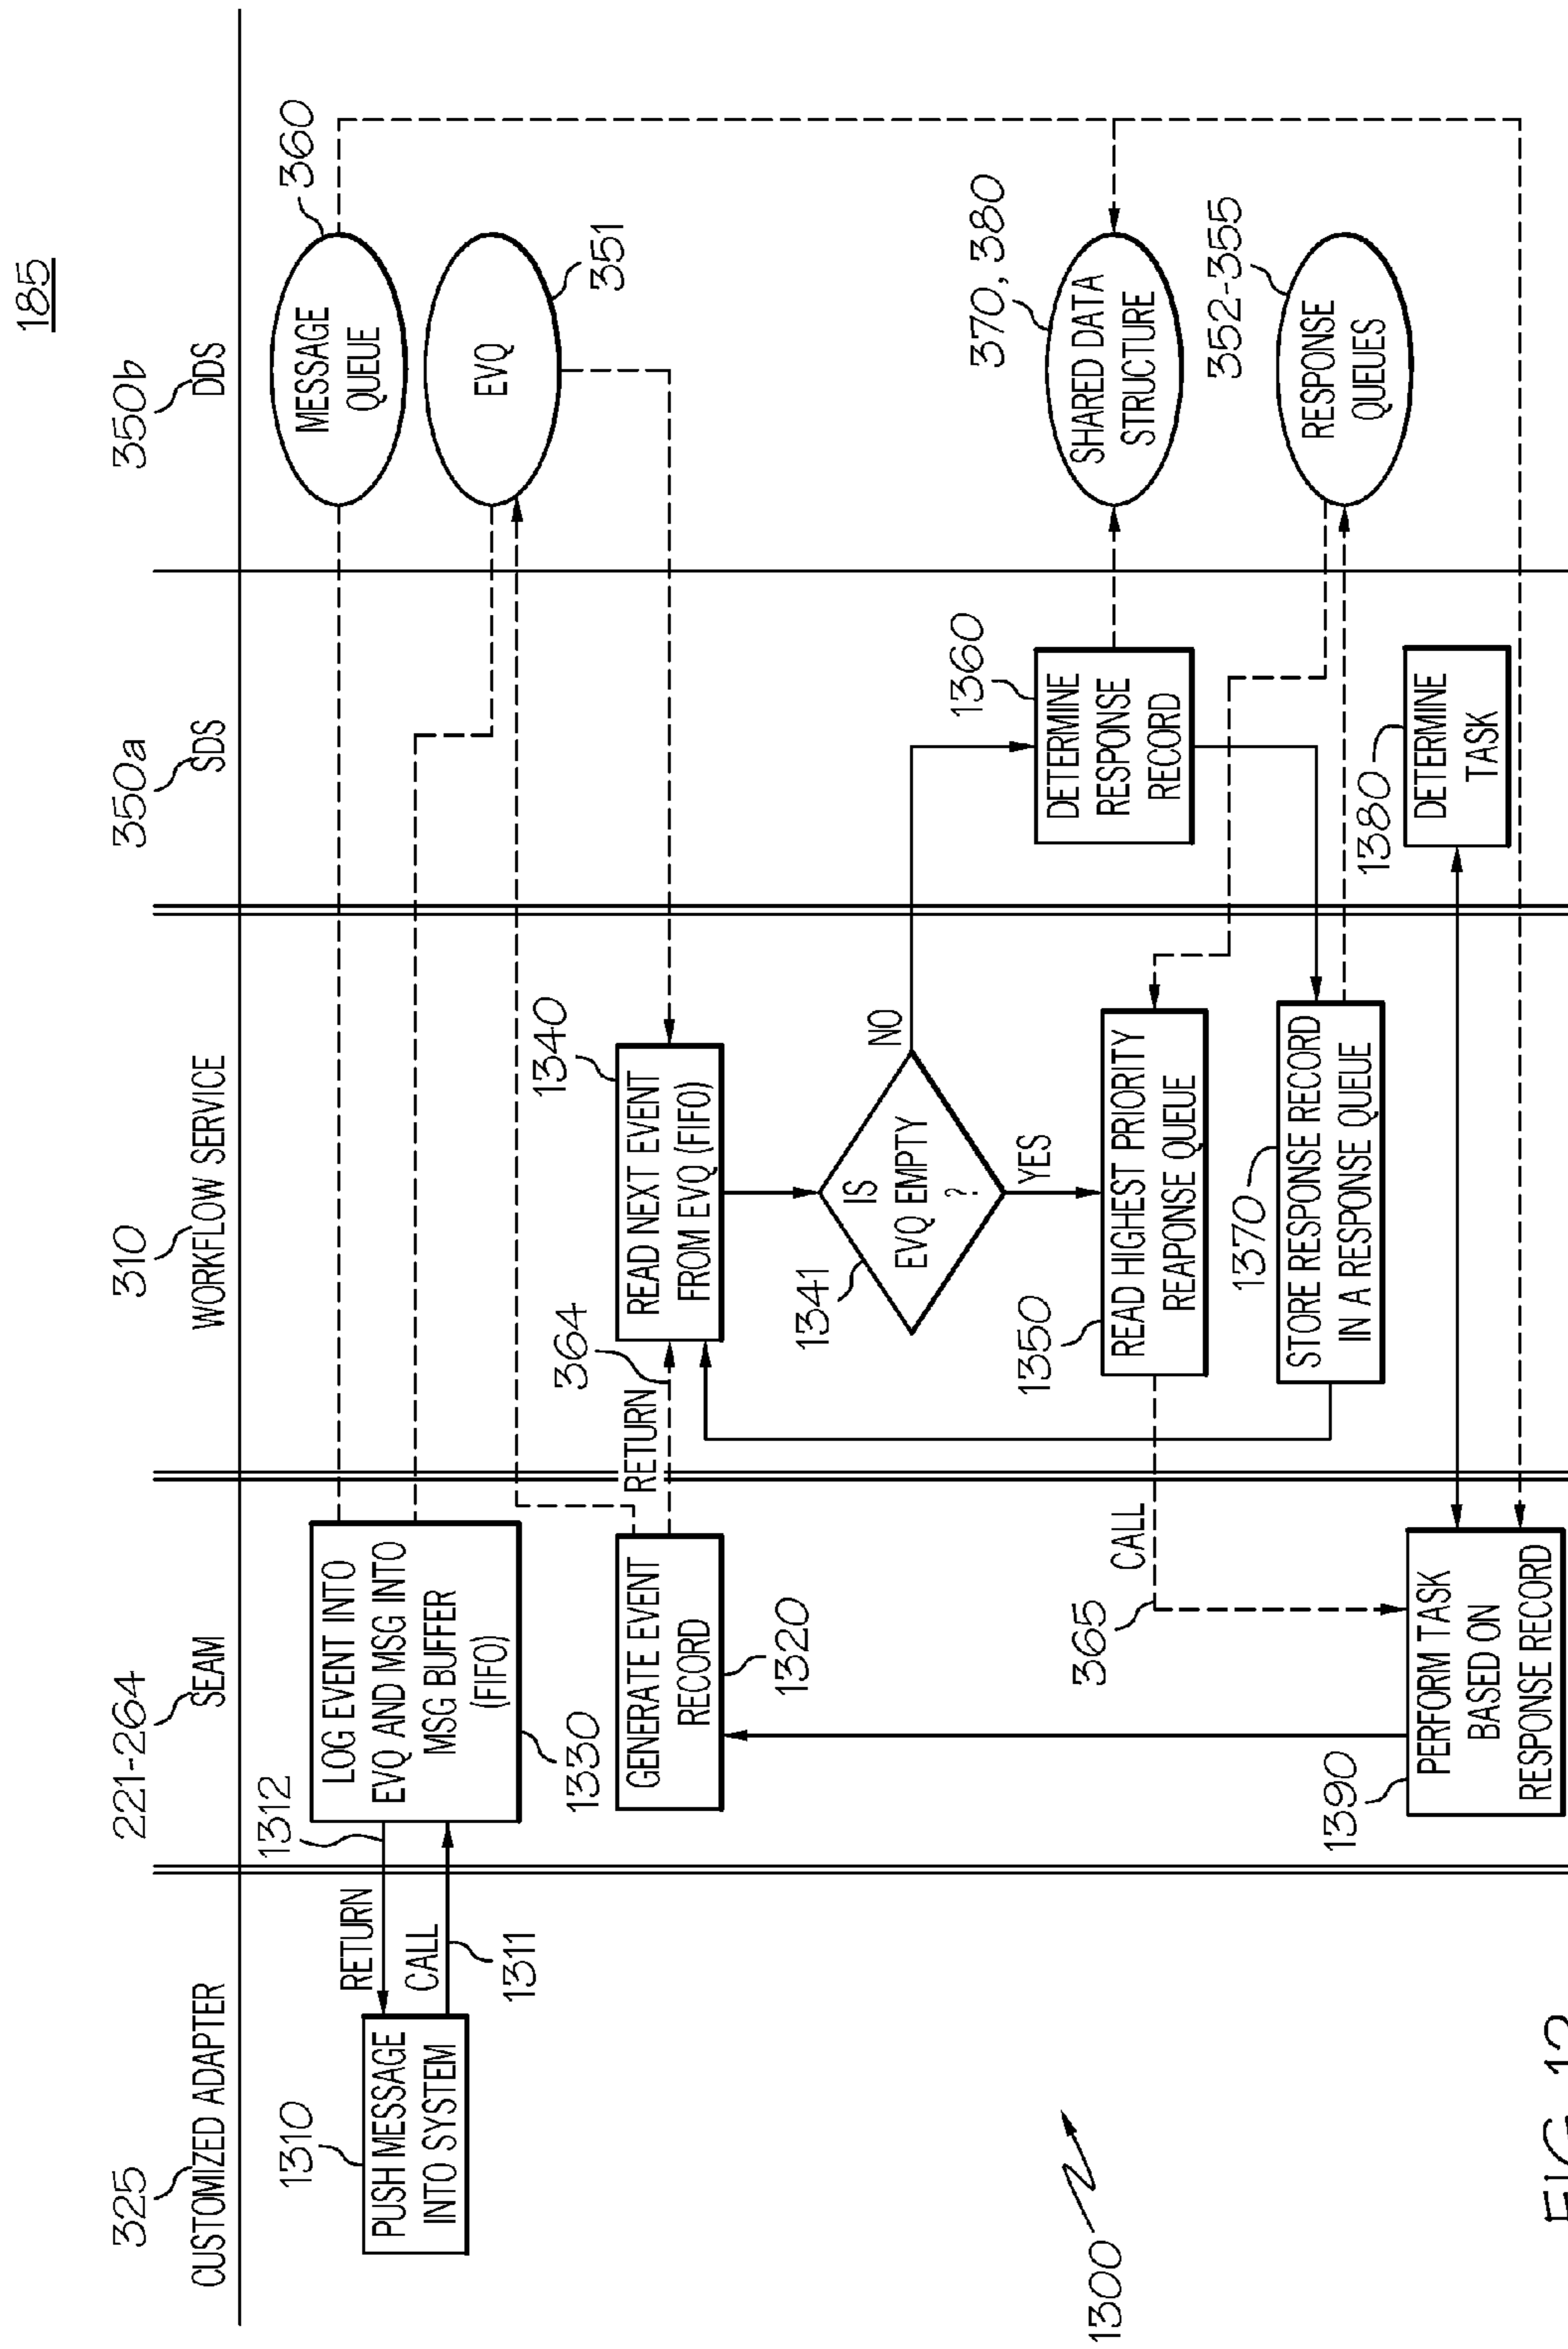 185
325
CUSTOMIZED ADAPTER
221-264
SEAM
310
WORKFLOW SERVICE
350a
SDS
350b
DDS
1310
PUSH MESSAGE
INTO SYSTEM
RETURN
1312
CALL
1311
LOG EVENT INTO
EVQ AND MSG INTO
MSG BUFFER
(FIFO)
1330
MESSAGE
QUEUE
360
EVQ
351
GENERATE EVENT
RECORD
1320
RETURN
364
1340
READ NEXT EVENT
FROM EVQ (FIFO)
IS
EVQ EMPTY
?
1341
NO
YES
1360
DETERMINE
RESPONSE
RECORD
370, 380
SHARED DATA
STRUCTURE
352-355
RESPONSE
QUEUES
1350
READ HIGHEST PRIORITY
REAPONSE QUEUE
CALL
365
1370
STORE RESPONSE RECORD
IN A RESPONSE QUEUE
1380
DETERMINE
TASK
1390
PERFORM TASK
BASED ON
RESPONSE RECORD
1300